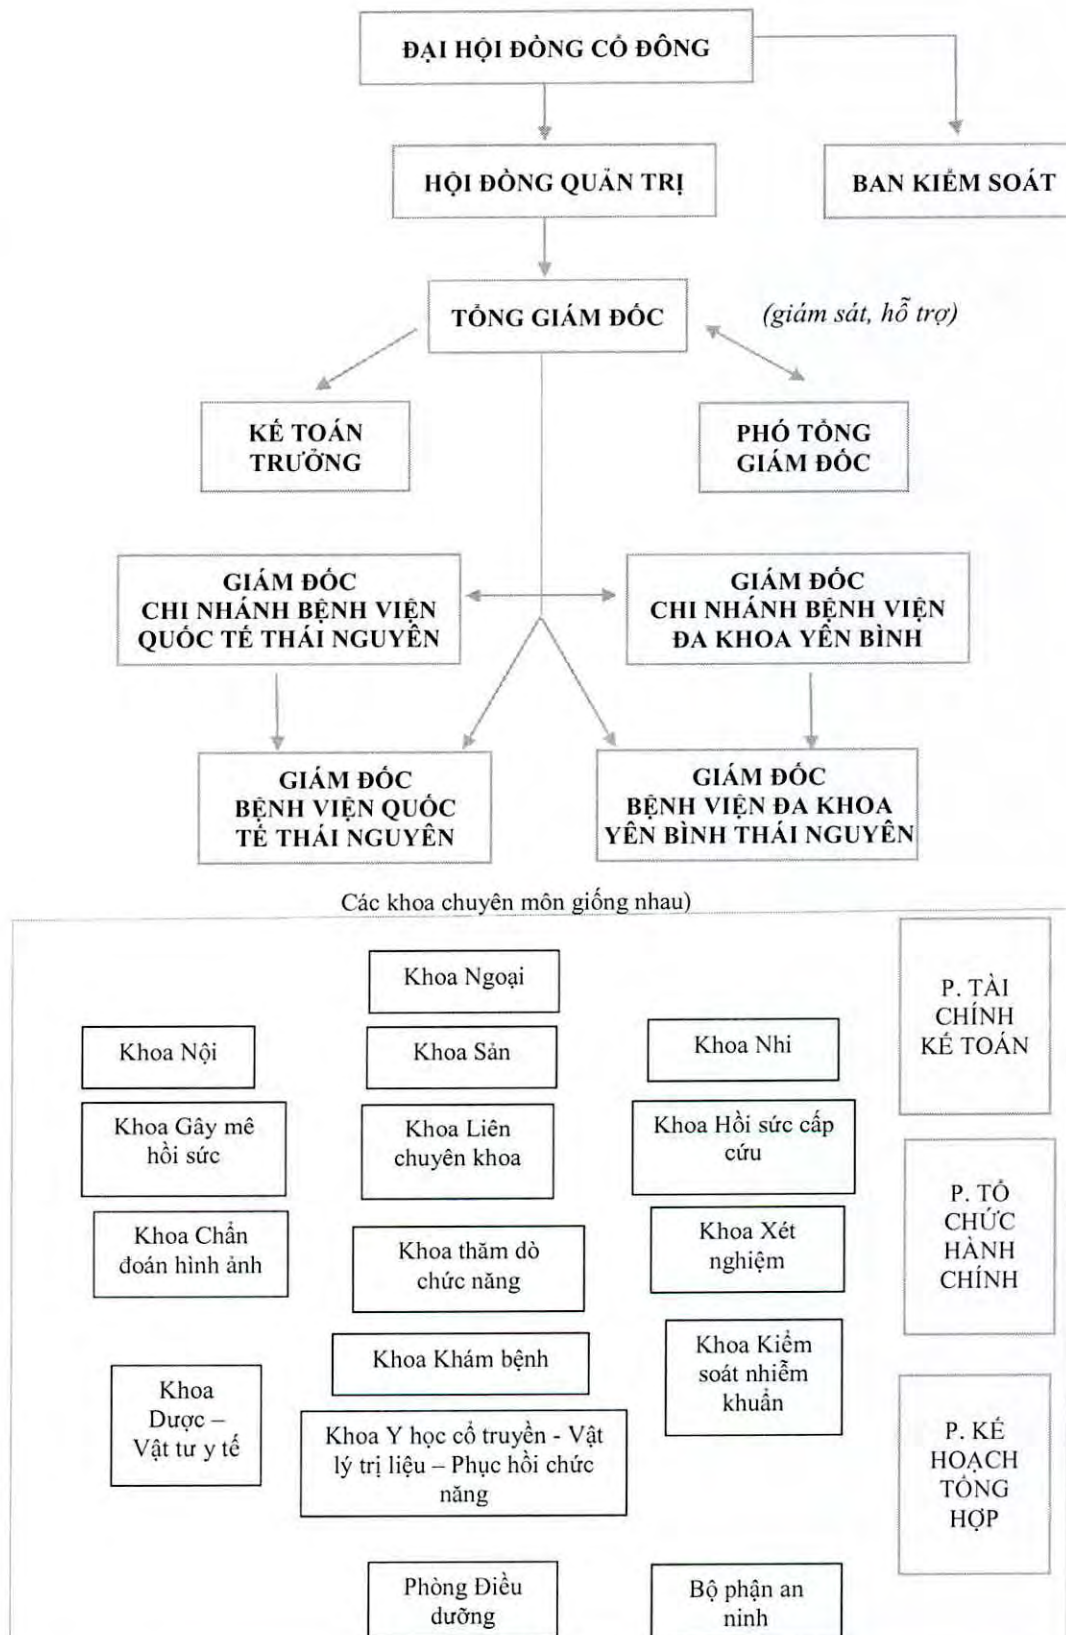 ĐẠI HỘI ĐỒNG CỔ ĐÔNG
HỘI ĐỒNG QUẢN TRỊ
BAN KIỂM SOÁT
TỔNG GIÁM ĐỐC
(giám sát, hỗ trợ)
KẾ TOÁN
TRƯỞNG
PHÓ TỔNG
GIÁM ĐỐC
GIÁM ĐỐC
CHI NHÁNH BỆNH VIỆN
QUỐC TẾ THÁI NGUYÊN
GIÁM ĐỐC
CHI NHÁNH BỆNH VIỆN
ĐA KHOA YÊN BÌNH
GIÁM ĐỐC
BỆNH VIỆN QUỐC
TẾ THÁI NGUYÊN
GIÁM ĐỐC
BỆNH VIỆN ĐA KHOA
YÊN BÌNH THÁI NGUYÊN
Các khoa chuyên môn giống nhau)
Khoa Ngoại
P. TÀI
CHÍNH
KẾ TOÁN
Khoa Nội
Khoa Sản
Khoa Nhi
Khoa Gây mê
hồi sức
Khoa Liên
chuyên khoa
Khoa Hồi sức cấp
cứu
P. TỔ
CHỨC
HÀNH
CHÍNH
Khoa Chẩn
đoán hình ảnh
Khoa thăm dò
chức năng
Khoa Xét
nghiệm
Khoa Khám bệnh
Khoa Kiểm
soát nhiễm
khuẩn
Khoa
Dược –
Vật tư y tế
Khoa Y học cổ truyền - Vật
lý trị liệu – Phục hồi chức
năng
P. KẾ
HOẠCH
TỔNG
HỢP
Phòng Điều
dưỡng
Bộ phận an
ninh